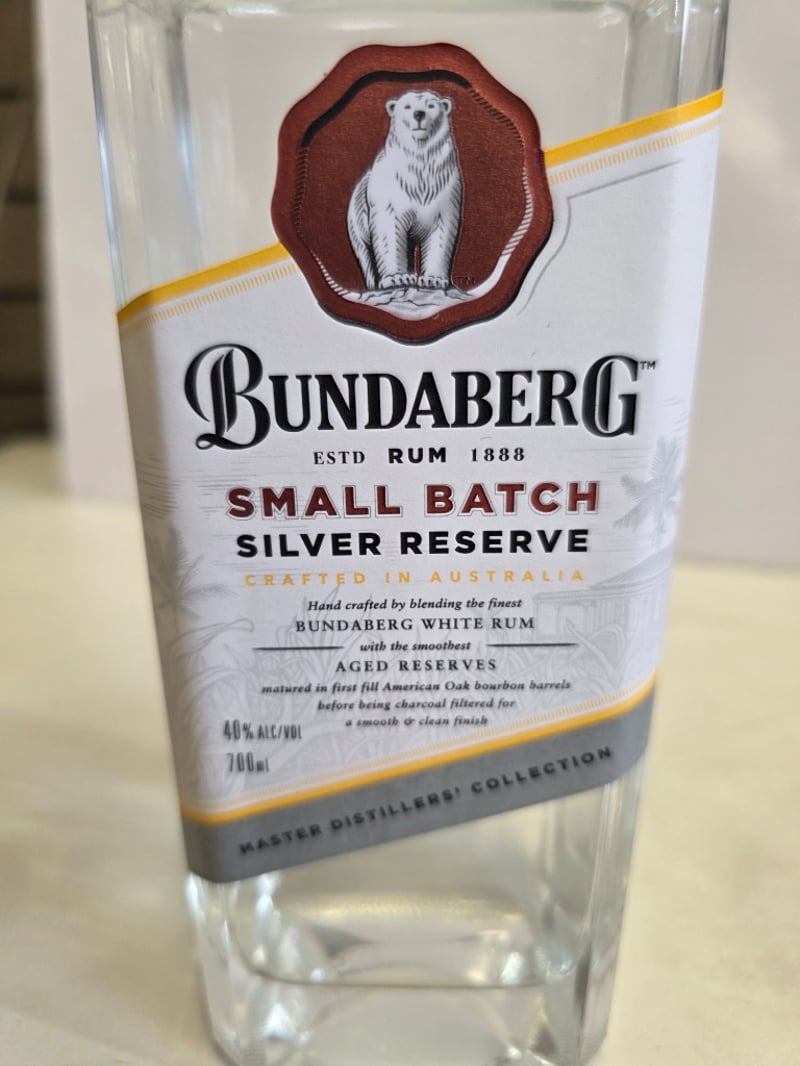 BUNDABERG™
ESTD RUM 1888
SMALL BATCH
SILVER RESERVE
CRAFTED IN AUSTRALIA
Hand crafted by blending the finest
BUNDABERG WHITE RUM
with the smoothest
AGED RESERVES
matured in first fill American Oak bourbon barrels
before being charcoal filtered for
a smooth & clean finish
40% ALC/VOL
700ml
MASTER DISTILLERS' COLLECTION